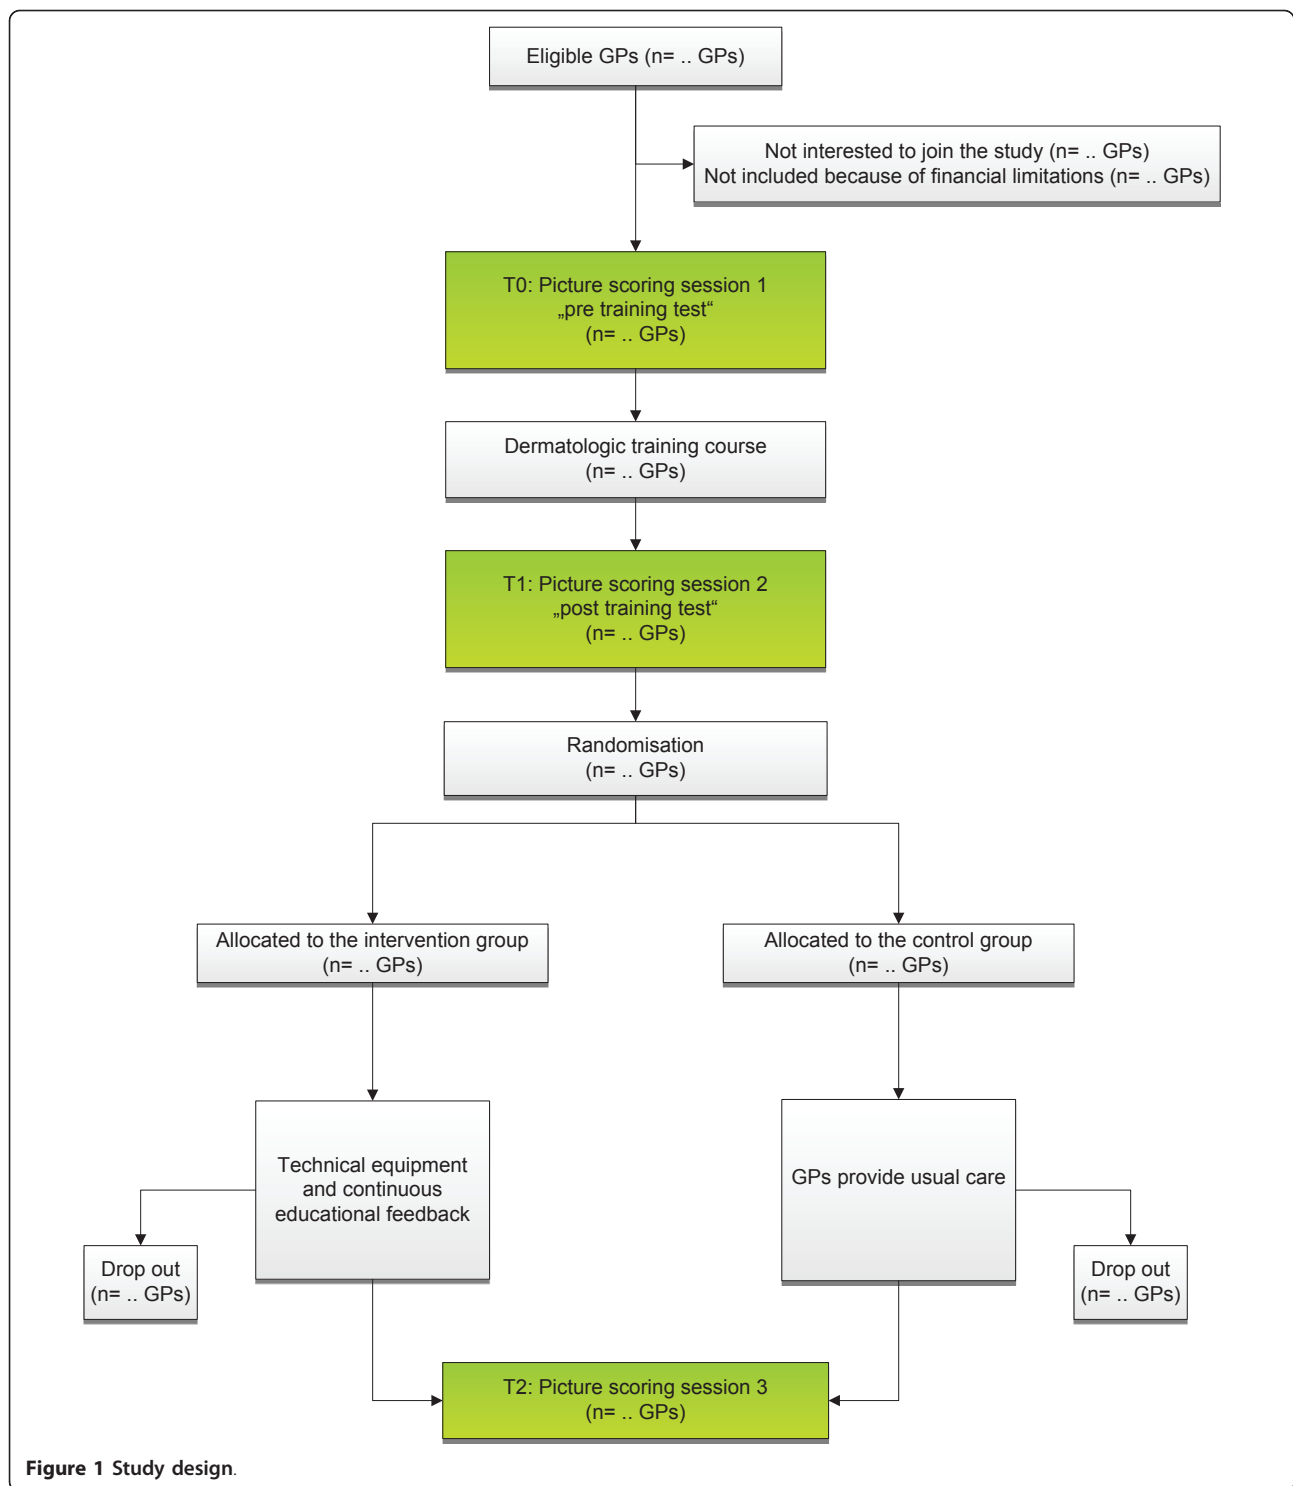 Eligible GPs (n= .. GPs)
Not interested to join the study (n= .. GPs)
Not included because of financial limitations (n= .. GPs)
T0: Picture scoring session 1
„pre training test“
(n= .. GPs)
Dermatologic training course
(n= .. GPs)
T1: Picture scoring session 2
„post training test“
(n= .. GPs)
Randomisation
(n= .. GPs)
Allocated to the intervention group
(n= .. GPs)
Allocated to the control group
(n= .. GPs)
Technical equipment
and continuous
educational feedback
GPs provide usual care
Drop out
(n= .. GPs)
Drop out
(n= .. GPs)
T2: Picture scoring session 3
(n= .. GPs)
Figure 1 Study design.